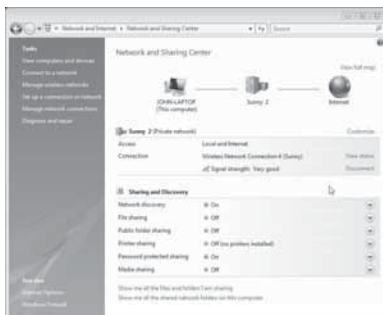 Network and Internet ▸ Network and Sharing Center
Search
Tasks
View computers and devices
Connect to a network
Manage wireless networks
Set up a connection or network
Manage network connections
Diagnose and repair
See also
Internet Options
Windows Firewall
Network and Sharing Center
View full map
JOHN-LAPTOP
(This computer)
Sunny 2
Internet
Sunny 2 (Private network)
Customize
Access Local and Internet
Connection Wireless Network Connection 4 (Sunny) View status
Signal strength: Very good Disconnect
Sharing and Discovery
Network discovery On
File sharing Off
Public folder sharing Off
Printer sharing Off (no printers installed)
Password protected sharing On
Media sharing Off
Show me all the files and folders I am sharing
Show me all the shared network folders on this computer